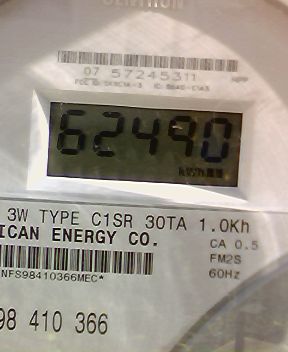 CENTRON
07 57245311
62490
3W TYPE C1SR 30TA 1.0Kh
ICAN ENERGY CO.
CA 0.5
FM2S
60Hz
NFS98410366MEC*
98 410 366